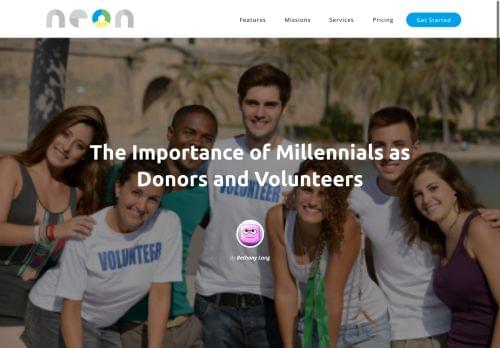 neon
Features Missions Services Pricing Get Started
The Importance of Millennials as
Donors and Volunteers
VOLUNTEER
VOLUNTEER
By Bethany Lang